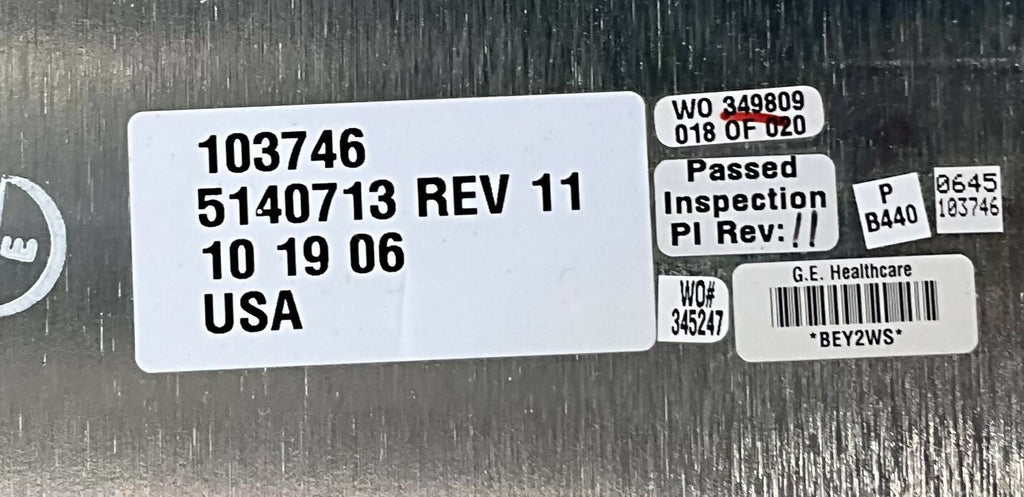 103746
5140713 REV 11
10 19 06
USA
WO 349809
018 OF 020
Passed
Inspection
PI Rev: 11
WO#
345247
P
B440
0645
103746
G.E. Healthcare
*BEY2WS*
E